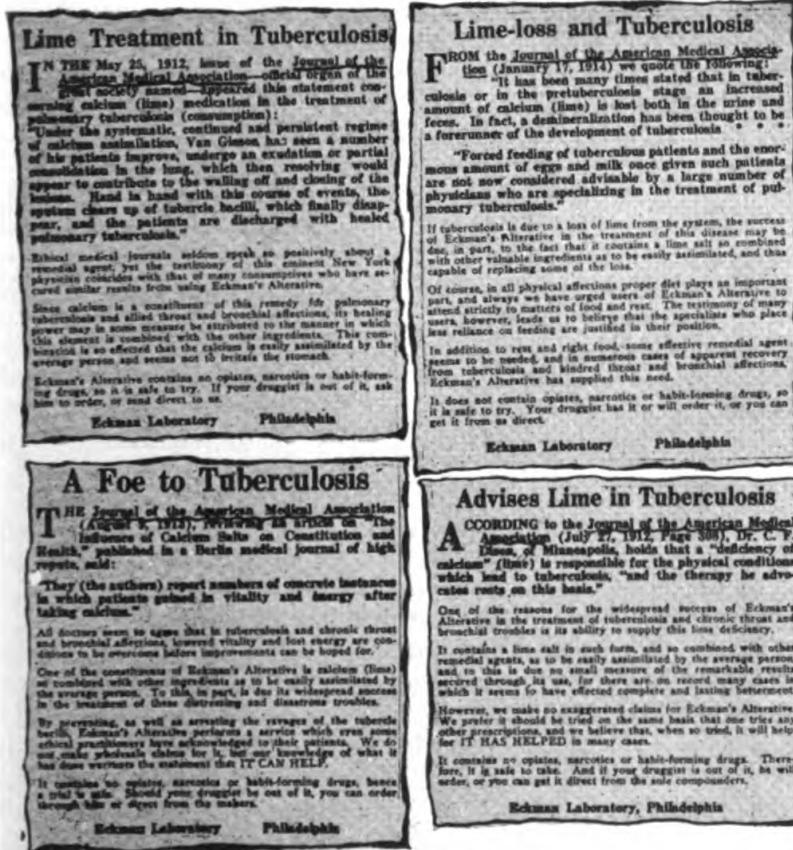 Lime Treatment in Tuberculosis
IN THE May 25, 1912, issue of the Journal of the
American Medical Association—official organ of the
great society named—appeared this statement con-
cerning calcium (lime) medication in the treatment of
pulmonary tuberculosis (consumption):
"Under the systematic, continued and persistent regime
of calcium assimilation, Van Giesen has seen a number
of his patients improve, undergo an exudation or partial
consolidation in the lung, which then resolving would
appear to contribute to the walling off and closing of the
lesions. Hand in hand with this course of events, the
sputum clears up of tubercle bacilli, which finally disap-
pear, and the patients are discharged with healed
pulmonary tuberculosis."
Ethical medical journals seldom speak so positively about a
remedial agent, yet the testimony of this eminent New York
physician coincides with that of many consumptives who have se-
cured similar results from using Eckman's Alterative.
Since calcium is a constituent of this remedy for pulmonary
tuberculosis and allied throat and bronchial affections, its healing
power may in some measure be attributed to the manner in which
this element is combined with the other ingredients. This com-
bination is so effected that the calcium is easily assimilated by the
average person and seems not to irritate the stomach.
Eckman's Alterative contains no opiates, narcotics or habit-form-
ing drugs, so it is safe to try. If your druggist is out of it, ask
him to order, or send direct to us.
Eckman Laboratory Philadelphia
Lime-loss and Tuberculosis
FROM the Journal of the American Medical Associa-
tion (January 17, 1914) we quote the following:
"It has been many times stated that in tuber-
culosis or in the pretuberculosis stage an increased
amount of calcium (lime) is lost both in the urine and
feces. In fact, a demineralization has been thought to be
a forerunner of the development of tuberculosis * * *
"Forced feeding of tuberculous patients and the enor-
mous amount of eggs and milk once given such patients
are not now considered advisable by a large number of
physicians who are specializing in the treatment of pul-
monary tuberculosis."
If tuberculosis is due to a loss of lime from the system, the success
of Eckman's Alterative in the treatment of this disease may be
due, in part, to the fact that it contains a lime salt so combined
with other valuable ingredients as to be easily assimilated, and thus
capable of replacing some of the loss.
Of course, in all physical affections proper diet plays an important
part, and always we have urged users of Eckman's Alterative to
attend strictly to matters of food and rest. The testimony of many
users, however, leads us to believe that the specialists who place
less reliance on feeding are justified in their position.
In addition to rest and right food, some effective remedial agent
seems to be needed, and in numerous cases of apparent recovery
from tuberculosis and kindred throat and bronchial affections,
Eckman's Alterative has supplied this need.
It does not contain opiates, narcotics or habit-forming drugs, so
it is safe to try. Your druggist has it or will order it, or you can
get it from us direct.
Eckman Laboratory Philadelphia
A Foe to Tuberculosis
THE Journal of the American Medical Association
(August 9, 1913), reviewing an article on "The
Influence of Calcium Salts on Constitution and
Health," published in a Berlin medical journal of high
repute, said:
"They (the authors) report numbers of concrete instances
in which patients gained in vitality and energy after
taking calcium."
All doctors seem to agree that in tuberculosis and chronic throat
and bronchial affections, lowered vitality and lost energy are con-
ditions to be overcome before improvements can be hoped for.
One of the constituents of Eckman's Alterative is calcium (lime)
so combined with other ingredients as to be easily assimilated by
the average person. To this, in part, is due its widespread success
in the treatment of these distressing and disastrous troubles.
By preventing, as well as arresting the ravages of the tubercle
bacilli, Eckman's Alterative performs a service which even some
ethical practitioners have acknowledged to their patients. We do
not make wholesale claims for it, but our knowledge of what it
has done warrants the statement that IT CAN HELP.
It contains no opiates, narcotics or habit-forming drugs, hence
a trial is safe. Should your druggist be out of it, you can order
through him or direct from the makers.
Eckman Laboratory Philadelphia
Advises Lime in Tuberculosis
ACCORDING to the Journal of the American Medical
Association (July 27, 1912, Page 308), Dr. C. F.
of Minneapolis, holds that a "deficiency of
calcium" (lime) is responsible for the physical conditions
which lead to tuberculosis, "and the therapy he advo-
cates rests on this basis."
One of the reasons for the widespread success of Eckman's
Alterative in the treatment of tuberculosis and chronic throat and
bronchial troubles is its ability to supply this lime deficiency.
It contains a lime salt in such form, and so combined with other
remedial agents, as to be easily assimilated by the average person
and to this is due no small measure of the remarkable results
secured through its use, for there are on record many cases in
which it seems to have effected complete and lasting betterment.
However, we make no exaggerated claims for Eckman's Alterative.
We prefer it should be tried on the same basis that one tries any
other prescriptions, and we believe that, when so tried, it will help
for IT HAS HELPED in many cases.
It contains no opiates, narcotics or habit-forming drugs. There-
fore, it is safe to take. And if your druggist is out of it, he will
order, or you can get it direct from the sole compounders.
Eckman Laboratory, Philadelphia